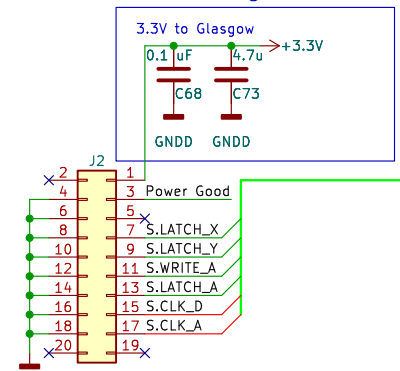 3.3V to Glasgow
+3.3V
0.1 uF
4.7u
C68
C73
GNDD
GNDD
J2
2
1
4
3
Power Good
6
5
8
7
S.LATCH_X
10
9
S.LATCH_Y
12
11
S.WRITE_A
14
13
S.LATCH_A
16
15
S.CLK_D
18
17
S.CLK_A
20
19